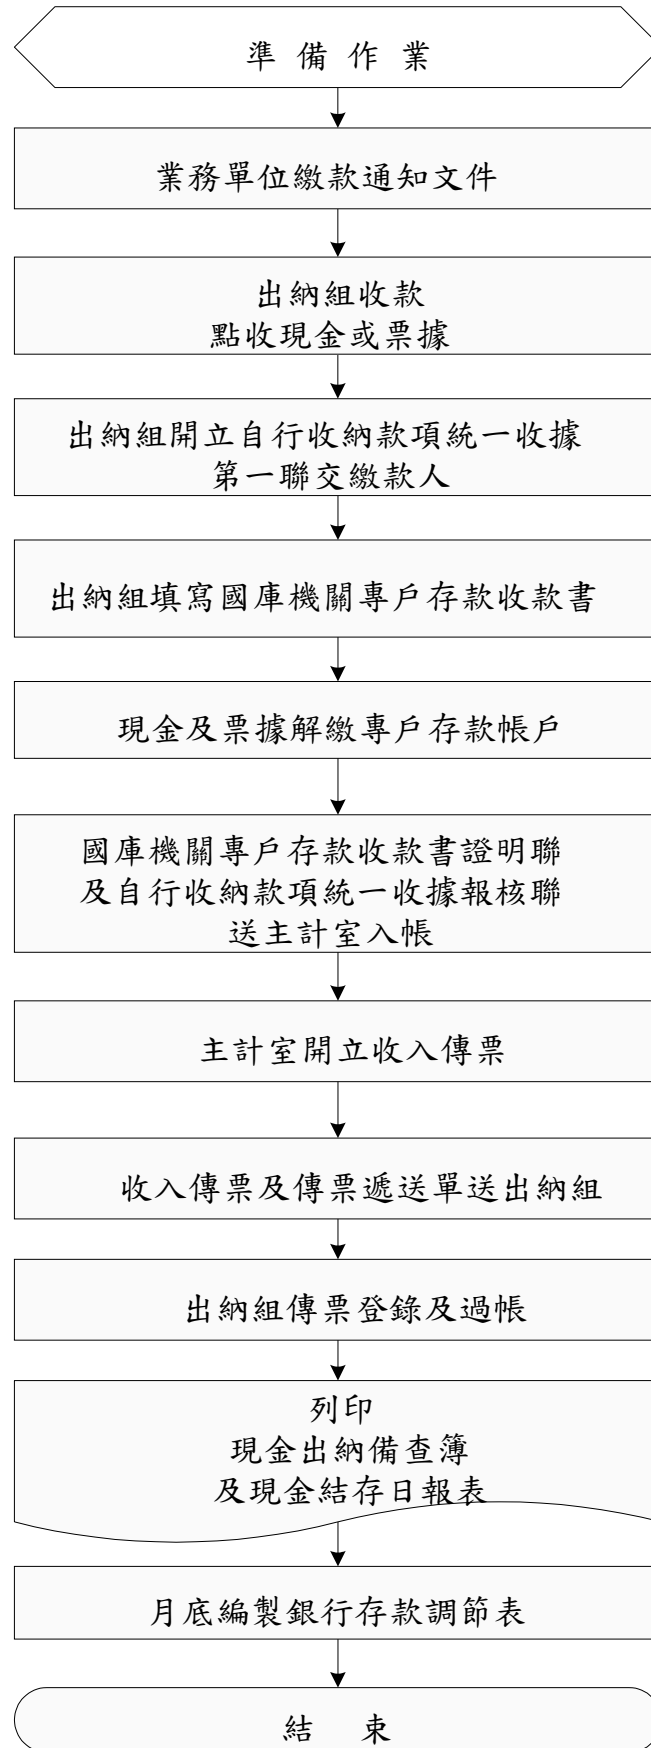 準備作業
業務單位繳款通知文件
出納組收款
點收現金或票據
出納組開立自行收納款項統一收據
第一聯交繳款人
出納組填寫國庫機關專戶存款收款書
現金及票據解繳專戶存款帳戶
國庫機關專戶存款收款書證明聯
及自行收納款項統一收據報核聯
送主計室入帳
主計室開立收入傳票
收入傳票及傳票遞送單送出納組
出納組傳票登錄及過帳
列印
現金出納備查簿
及現金結存日報表
月底編製銀行存款調節表
結束